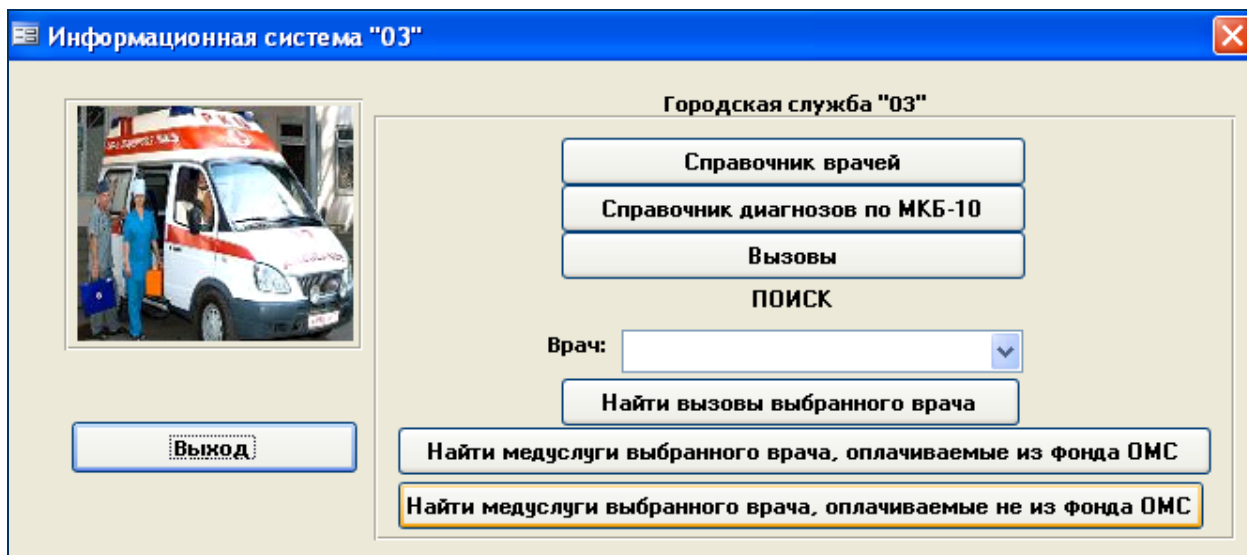 Информационная система "03"
Городская служба "03"
Справочник врачей
Справочник диагнозов по МКБ-10
Вызовы
ПОИСК
Врач:
Найти вызовы выбранного врача
Выход
Найти медуслуги выбранного врача, оплачиваемые из фонда ОМС
Найти медуслуги выбранного врача, оплачиваемые не из фонда ОМС